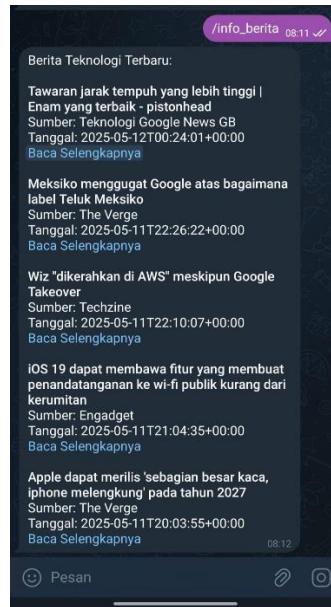 /info_berita 08:11
Berita Teknologi Terbaru:
Tawaran jarak tempuh yang lebih tinggi |
Enam yang terbaik - pistonhead
Sumber: Teknologi Google News GB
Tanggal: 2025-05-12T00:24:01+00:00
Baca Selengkapnya
Meksiko menggugat Google atas bagaimana
label Teluk Meksiko
Sumber: The Verge
Tanggal: 2025-05-11T22:26:22+00:00
Baca Selengkapnya
Wiz "dikerahkan di AWS" meskipun Google
Takeover
Sumber: Techzine
Tanggal: 2025-05-11T22:10:07+00:00
Baca Selengkapnya
iOS 19 dapat membawa fitur yang membuat
penandatanganan ke wi-fi publik kurang dari
kerumitan
Sumber: Engadget
Tanggal: 2025-05-11T21:04:35+00:00
Baca Selengkapnya
Apple dapat merilis 'sebagian besar kaca,
iphone melengkung' pada tahun 2027
Sumber: The Verge
Tanggal: 2025-05-11T20:03:55+00:00
Baca Selengkapnya
08:12
Pesan